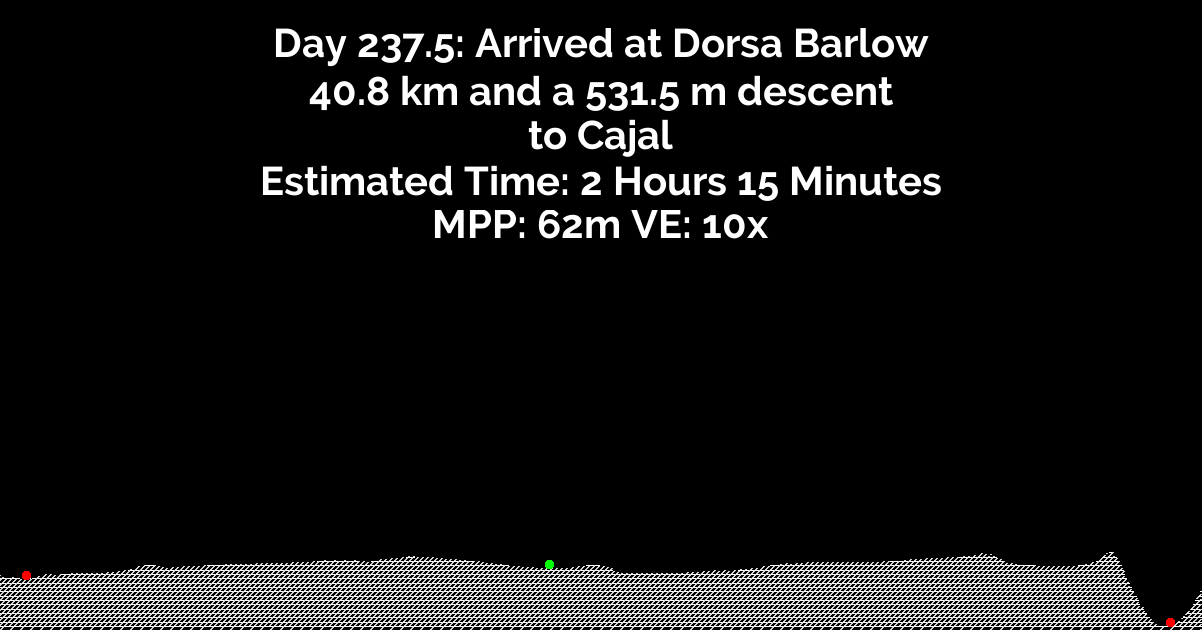 Day 237.5: Arrived at Dorsa Barlow
40.8 km and a 531.5 m descent
to Cajal
Estimated Time: 2 Hours 15 Minutes
MPP: 62m VE: 10x